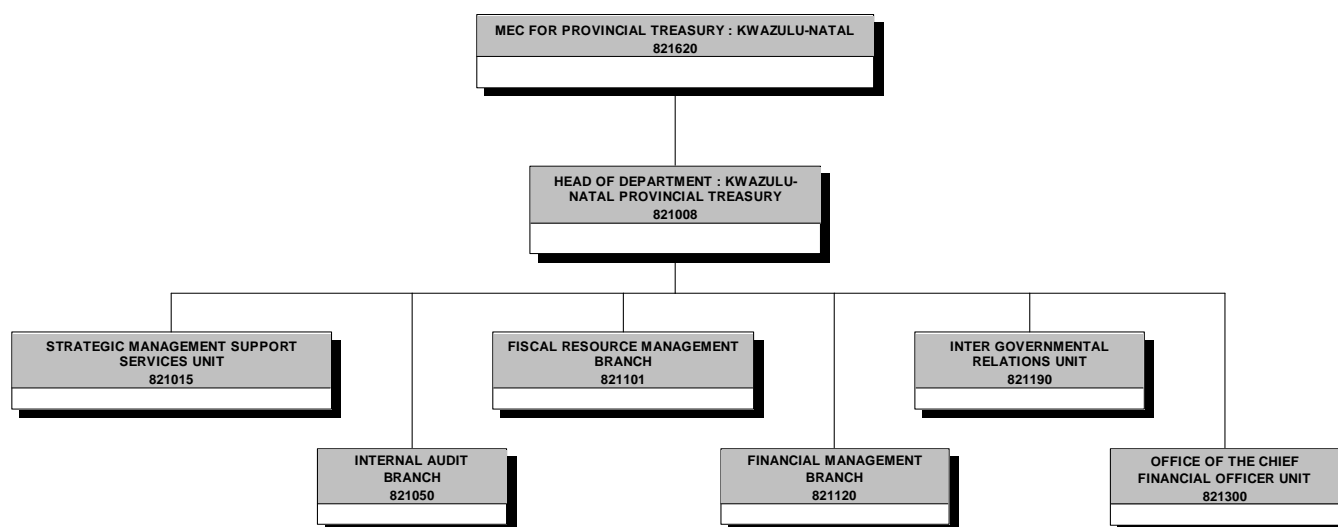 MEC FOR PROVINCIAL TREASURY : KWAZULU-NATAL
821620
HEAD OF DEPARTMENT : KWAZULU-
NATAL PROVINCIAL TREASURY
821008
STRATEGIC MANAGEMENT SUPPORT
SERVICES UNIT
821015
FISCAL RESOURCE MANAGEMENT
BRANCH
821101
INTER GOVERNMENTAL
RELATIONS UNIT
821190
INTERNAL AUDIT
BRANCH
821050
FINANCIAL MANAGEMENT
BRANCH
821120
OFFICE OF THE CHIEF
FINANCIAL OFFICER UNIT
821300